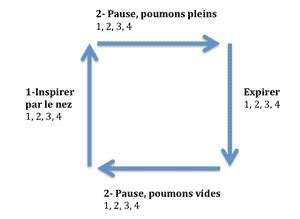 2- Pause, poumons pleins
1, 2, 3, 4
1-Inspirer
par le nez
1, 2, 3, 4
Expirer
1, 2, 3, 4
2- Pause, poumons vides
1, 2, 3, 4